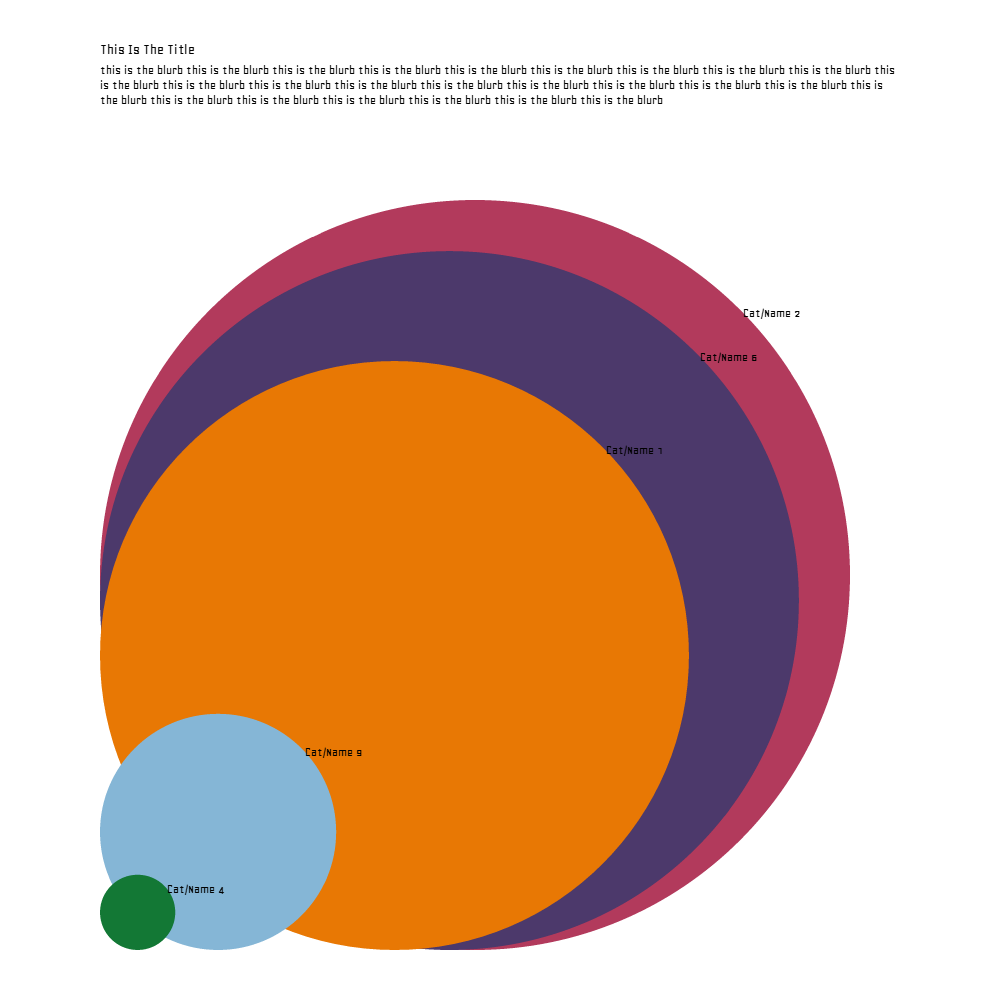 This Is The Title
this is the blurb this is the blurb this is the blurb this is the blurb this is the blurb this is the blurb this is the blurb this is the blurb this is the blurb this
is the blurb this is the blurb this is the blurb this is the blurb this is the blurb this is the blurb this is the blurb this is the blurb this is the blurb this is
the blurb this is the blurb this is the blurb this is the blurb this is the blurb this is the blurb this is the blurb
Cat/Name 2
Cat/Name 6
Cat/Name 1
Cat/Name 9
Cat/Name 4